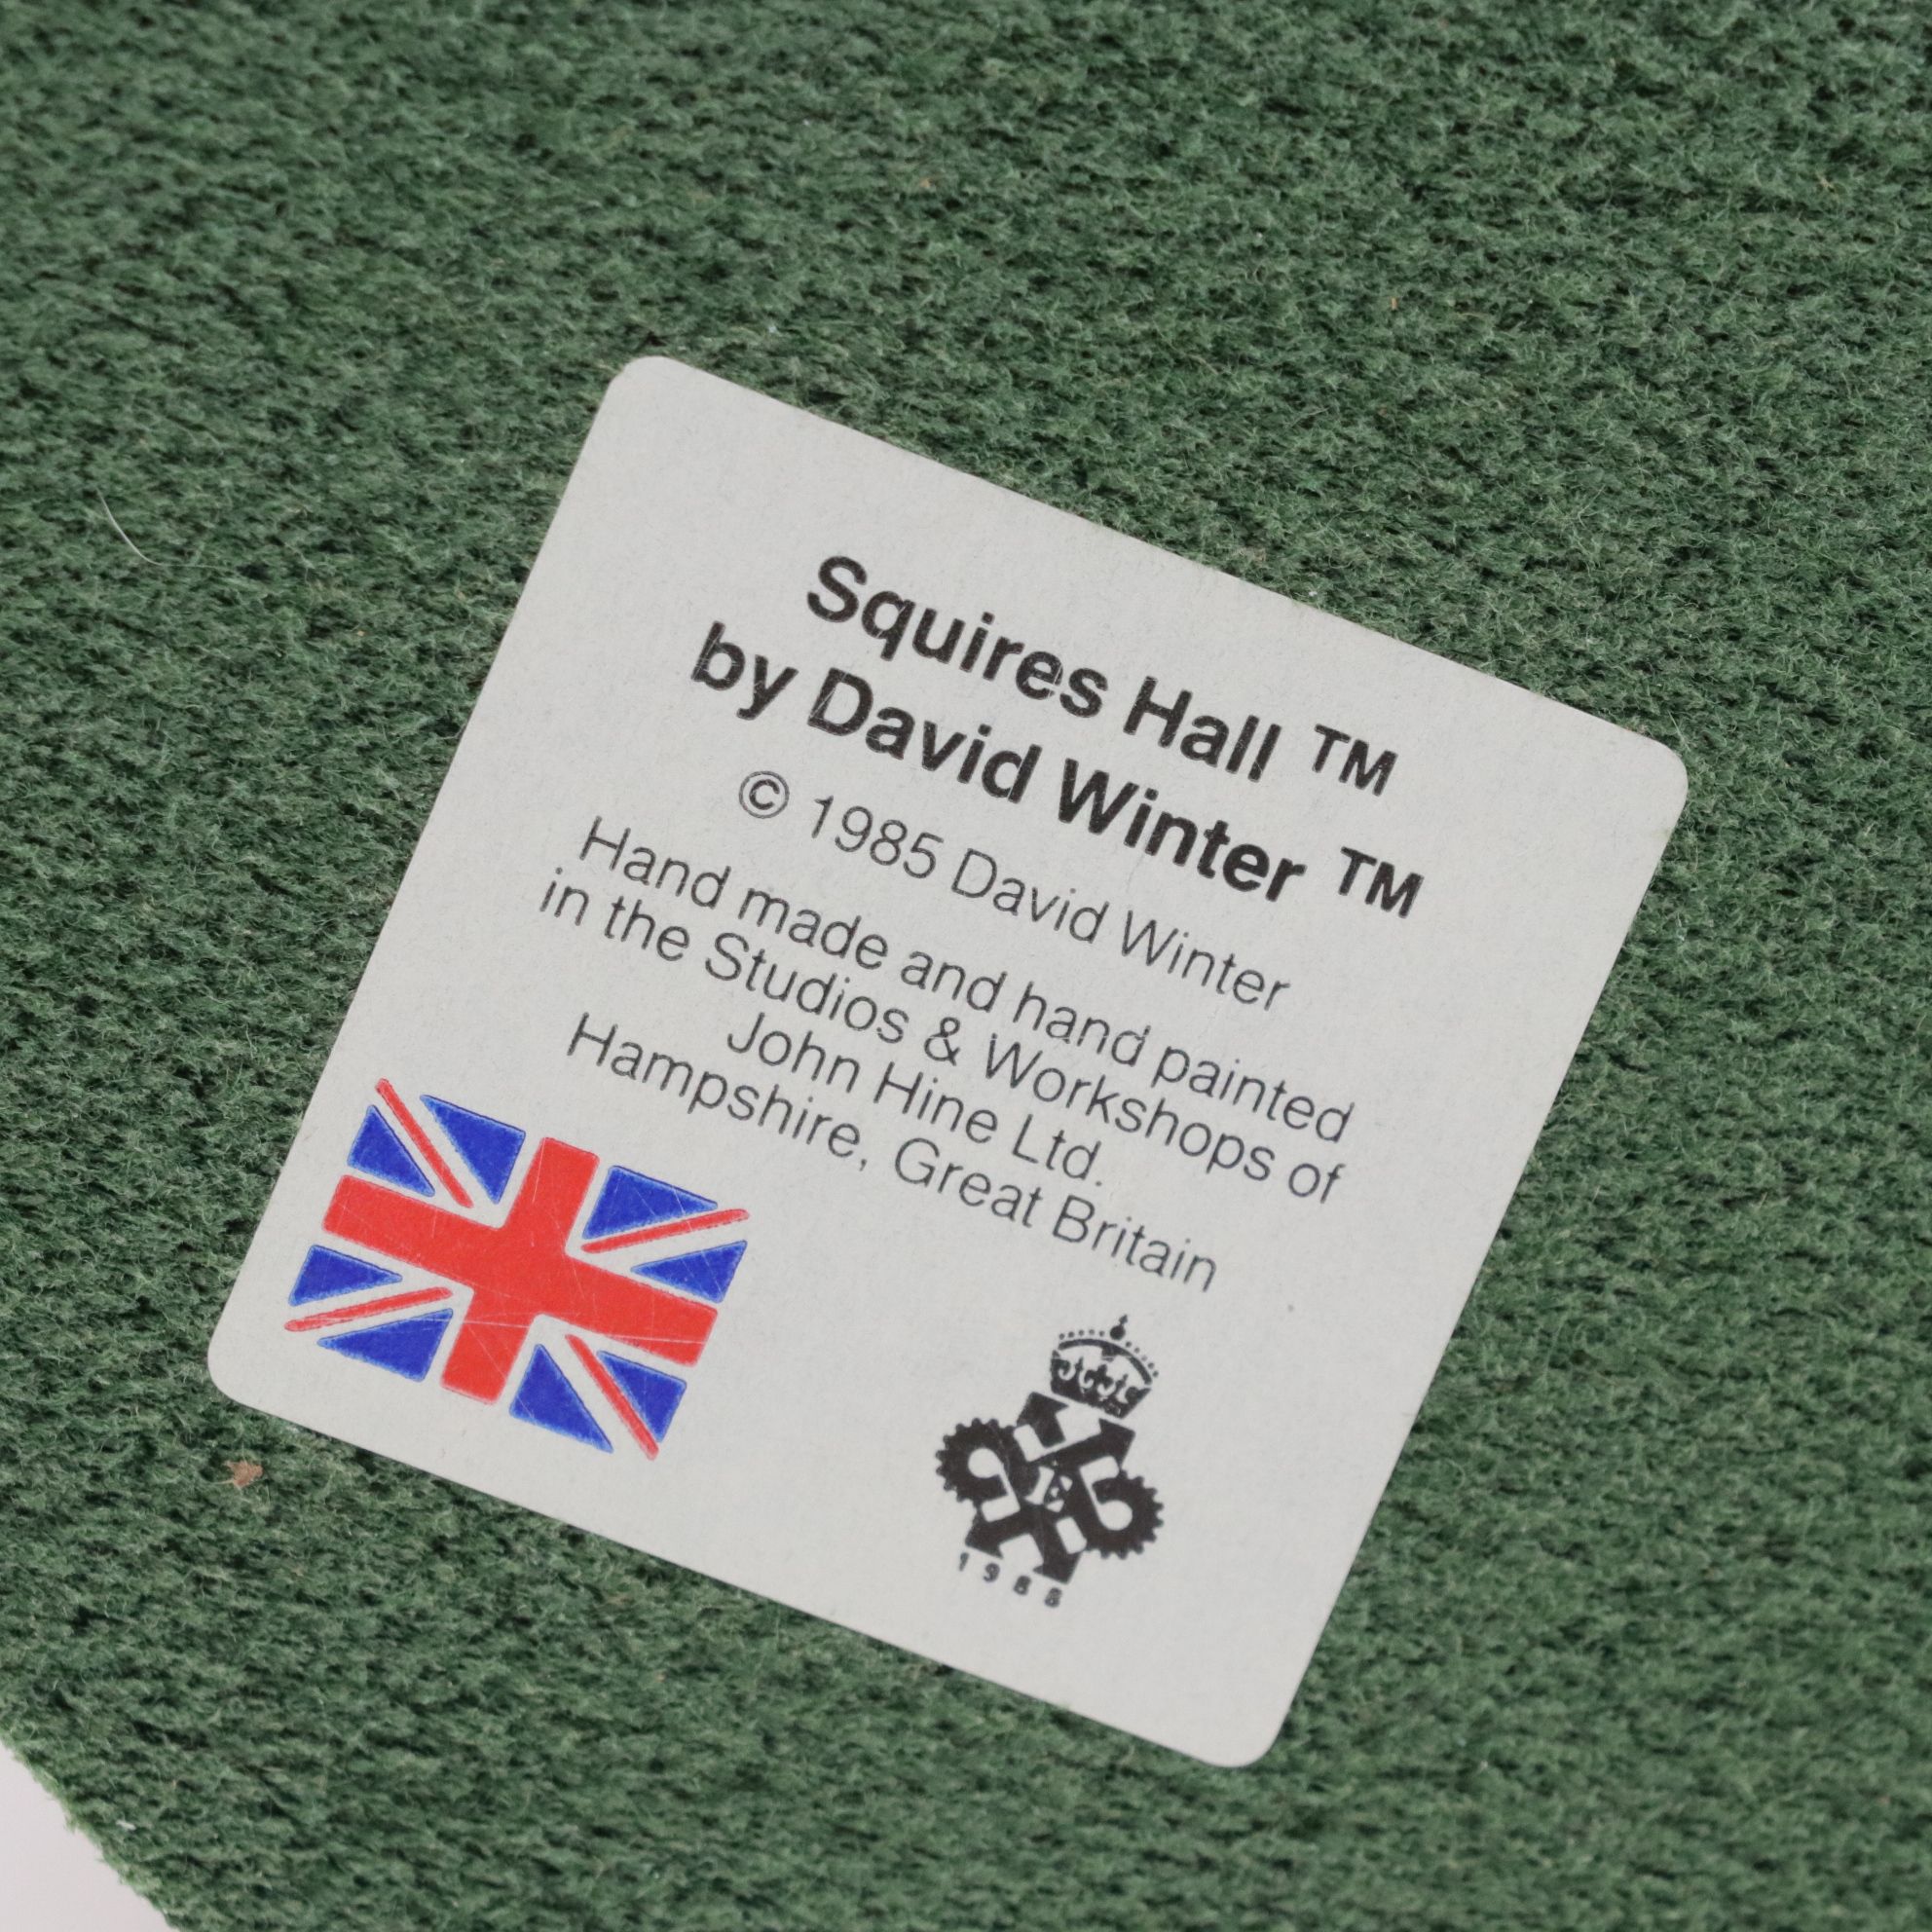 Squires Hall ™
by David Winter ™
© 1985 David Winter
Hand made and hand painted
in the Studios & Workshops of
John Hine Ltd.
Hampshire, Great Britain
1988